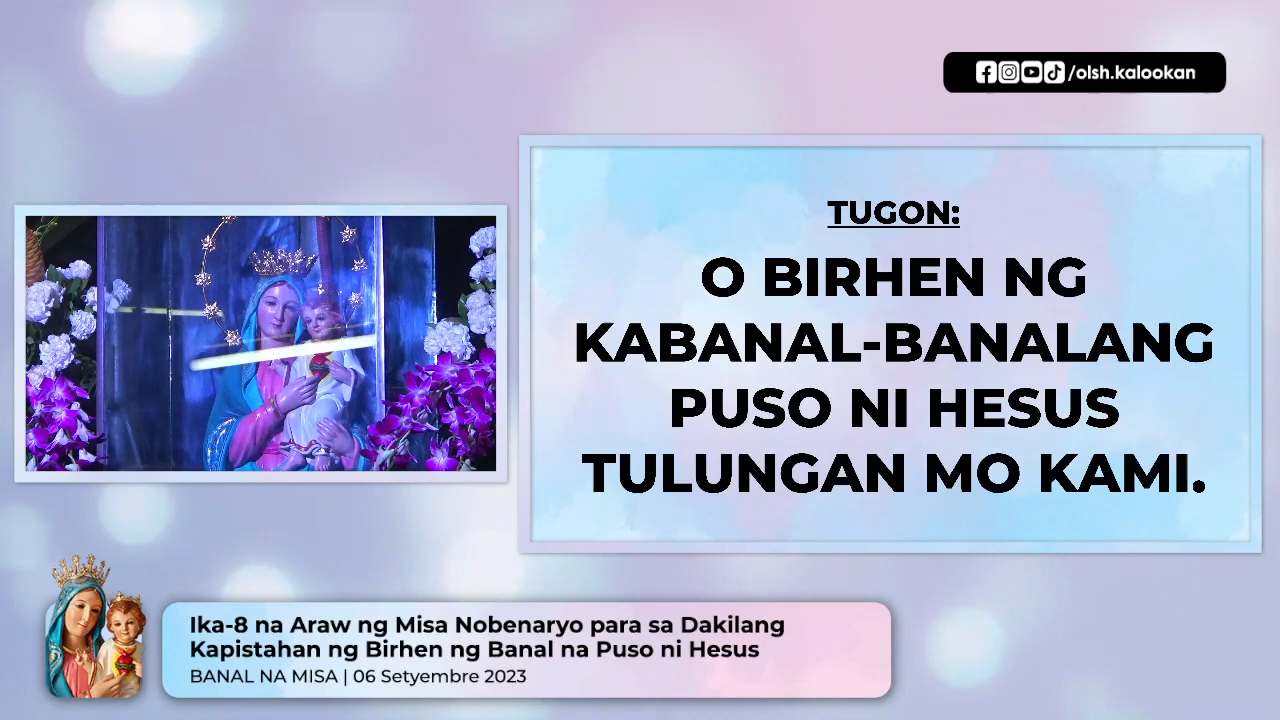 /olsh.kalookan
TUGON:
O BIRHEN NG
KABANAL-BANALANG
PUSO NI HESUS
TULUNGAN MO KAMI.
Ika-8 na Araw ng Misa Nobenaryo para sa Dakilang
Kapistahan ng Birhen ng Banal na Puso ni Hesus
BANAL NA MISA | 06 Setyembre 2023